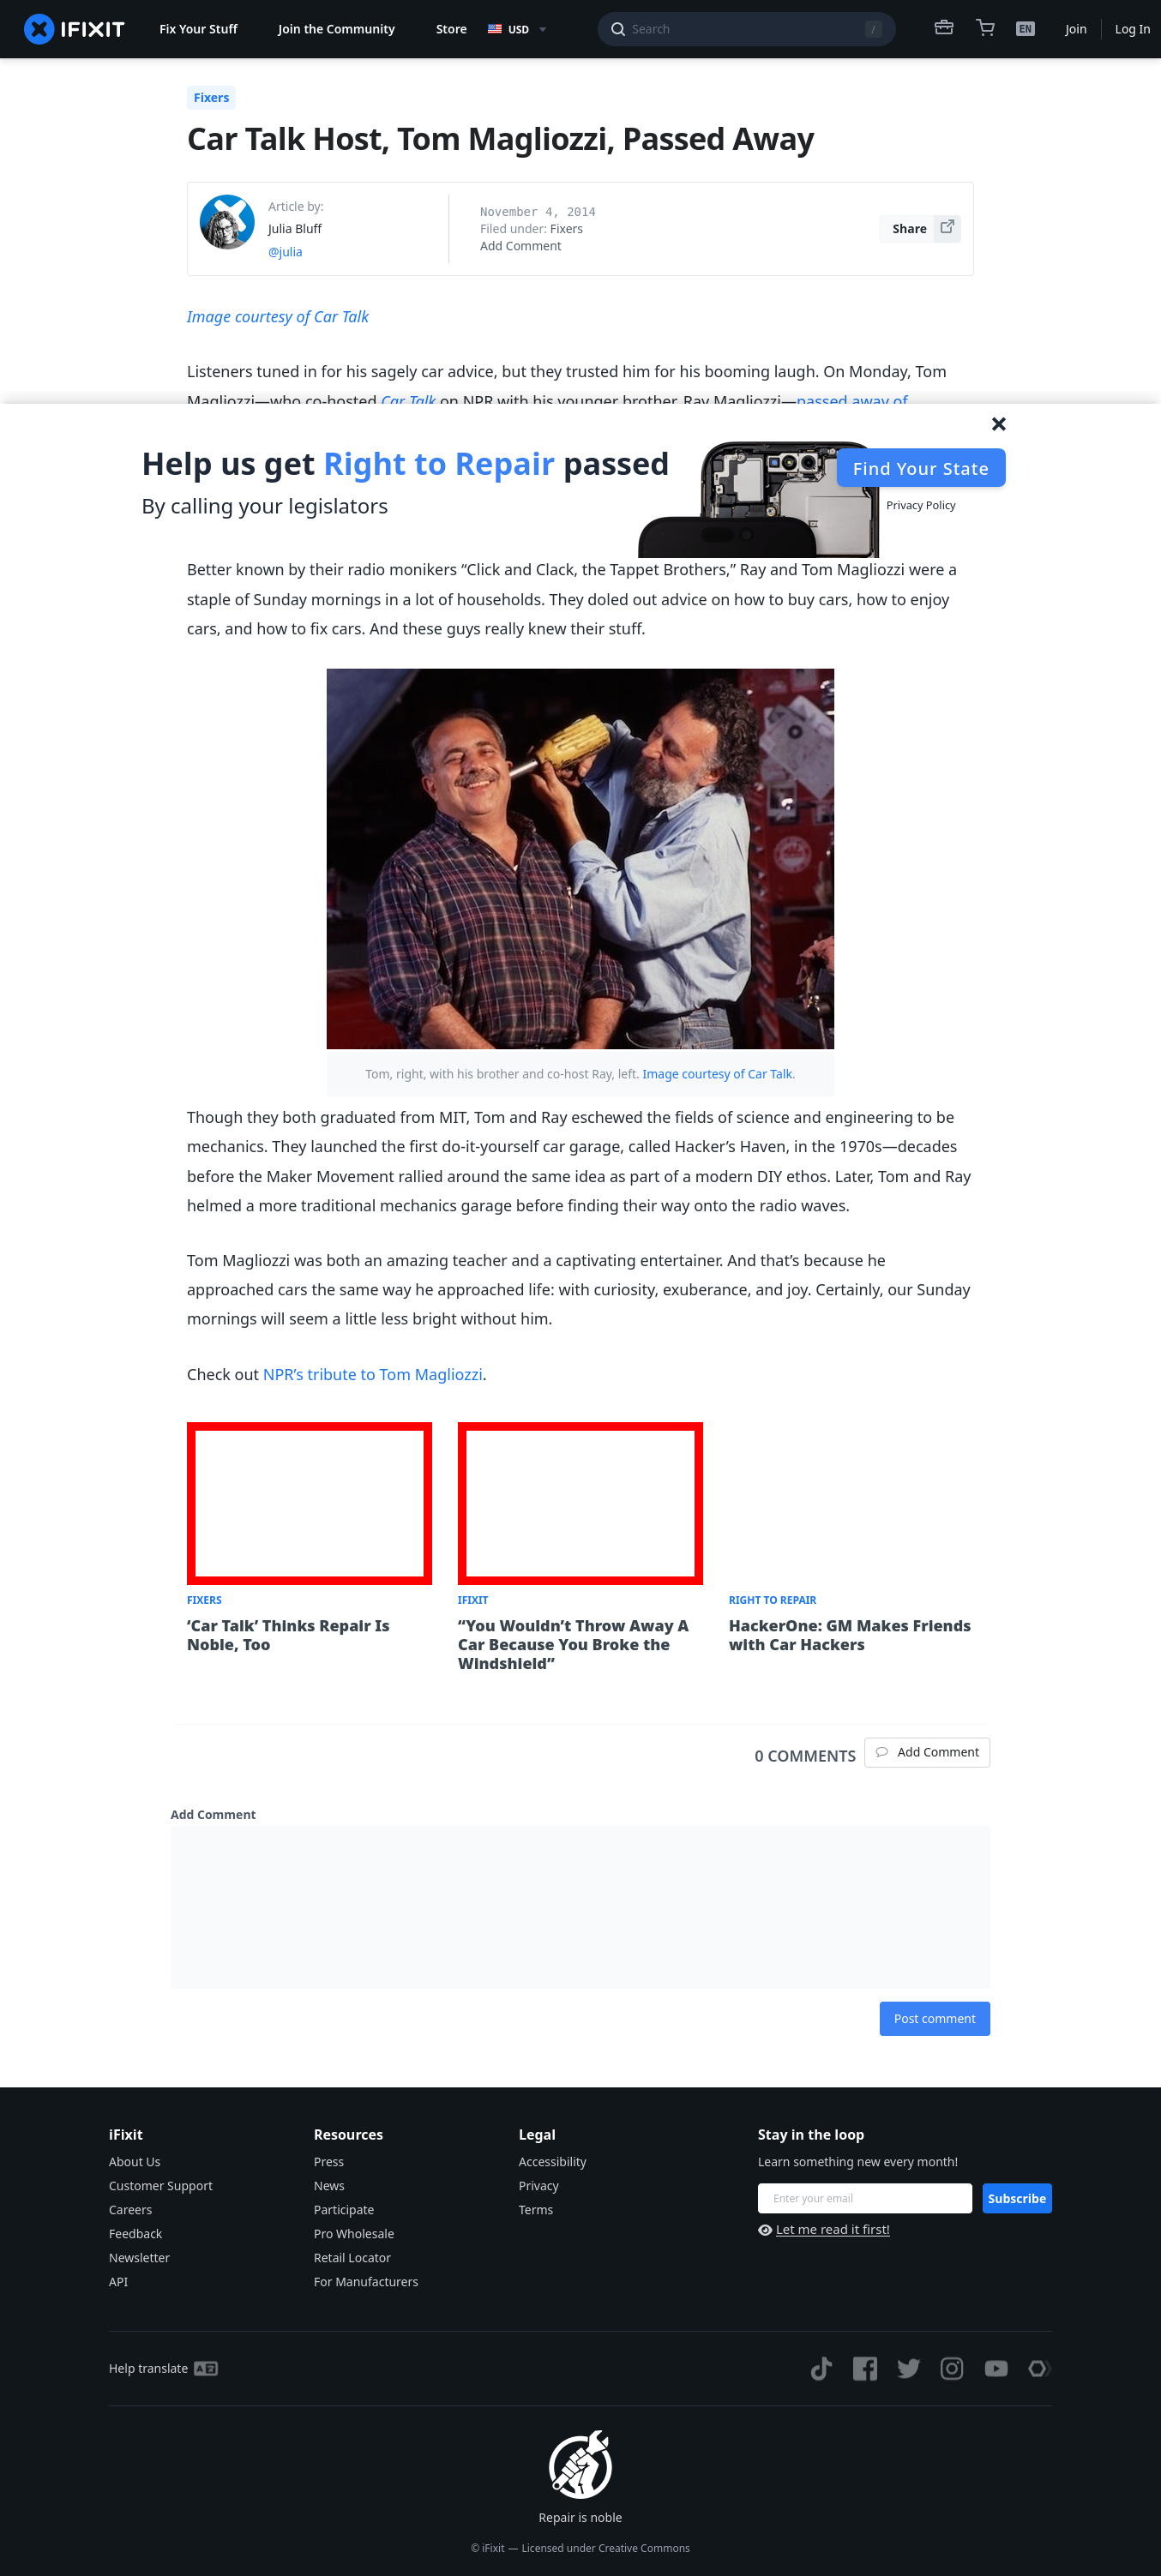 IFIXIT
Fix Your Stuff
Join the Community
Store
USD
Search
/
EN
Join
Log In
Fixers
Car Talk Host, Tom Magliozzi, Passed Away
Article by:
Julia Bluff
@julia
November 4, 2014
Filed under: Fixers
Add Comment
Share
Image courtesy of Car Talk
Listeners tuned in for his sagely car advice, but they trusted him for his booming laugh. On Monday, Tom
Magliozzi—who co-hosted Car Talk on NPR with his younger brother, Ray Magliozzi—passed away of
Help us get Right to Repair passed
By calling your legislators
Find Your State
Privacy Policy
Better known by their radio monikers “Click and Clack, the Tappet Brothers,” Ray and Tom Magliozzi were a
staple of Sunday mornings in a lot of households. They doled out advice on how to buy cars, how to enjoy
cars, and how to fix cars. And these guys really knew their stuff.
Tom, right, with his brother and co-host Ray, left. Image courtesy of Car Talk.
Though they both graduated from MIT, Tom and Ray eschewed the fields of science and engineering to be
mechanics. They launched the first do-it-yourself car garage, called Hacker’s Haven, in the 1970s—decades
before the Maker Movement rallied around the same idea as part of a modern DIY ethos. Later, Tom and Ray
helmed a more traditional mechanics garage before finding their way onto the radio waves.
Tom Magliozzi was both an amazing teacher and a captivating entertainer. And that’s because he
approached cars the same way he approached life: with curiosity, exuberance, and joy. Certainly, our Sunday
mornings will seem a little less bright without him.
Check out NPR’s tribute to Tom Magliozzi.
FIXERS
‘Car Talk’ Thinks Repair Is
Noble, Too
IFIXIT
“You Wouldn’t Throw Away A
Car Because You Broke the
Windshield”
RIGHT TO REPAIR
HackerOne: GM Makes Friends
with Car Hackers
0 COMMENTS
Add Comment
Add Comment
Post comment
iFixit
About Us
Customer Support
Careers
Feedback
Newsletter
API
Resources
Press
News
Participate
Pro Wholesale
Retail Locator
For Manufacturers
Legal
Accessibility
Privacy
Terms
Stay in the loop
Learn something new every month!
Enter your email
Subscribe
Let me read it first!
Help translate
Repair is noble
© iFixit — Licensed under Creative Commons